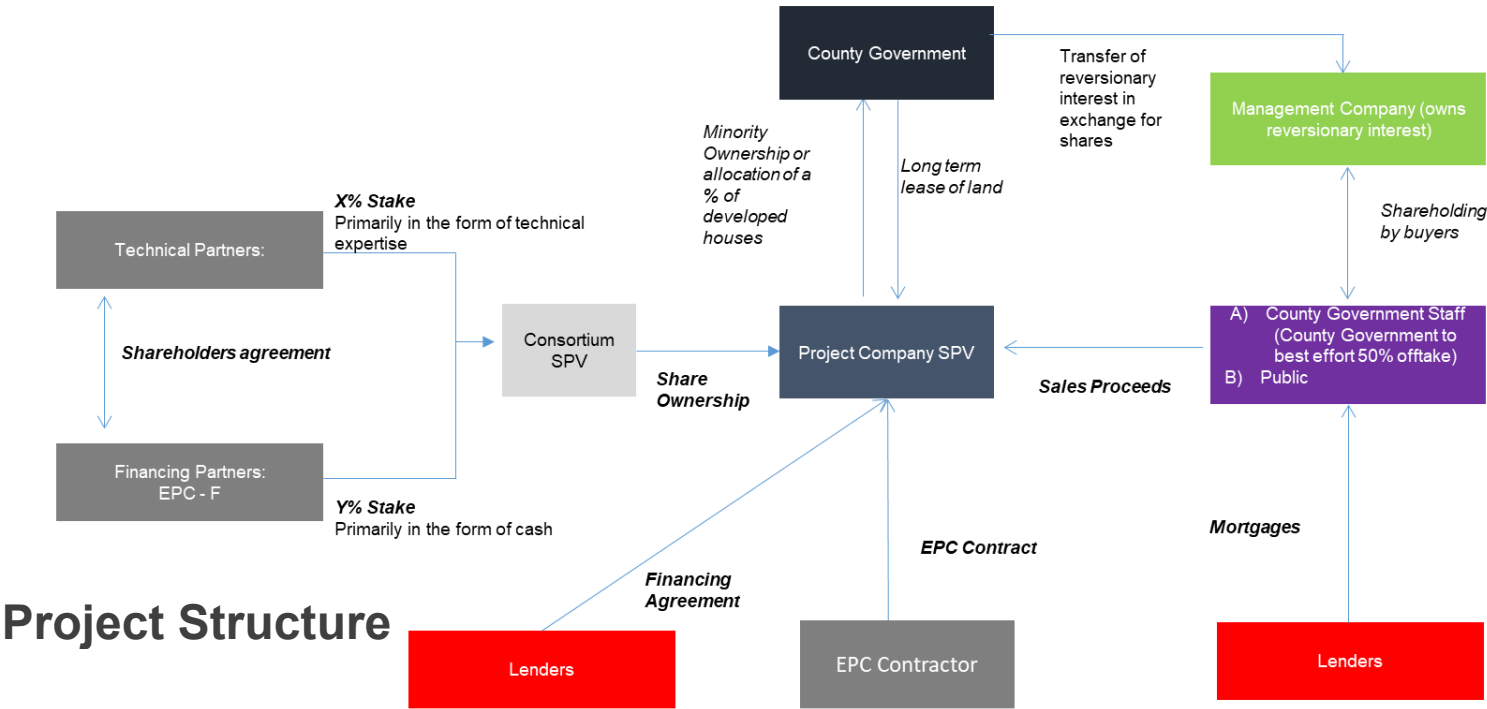 County Government
Transfer of
reversionary
interest in
exchange for
shares
Management Company (owns
reversionary interest)
Minority
Ownership or
allocation of a
% of
developed
houses
Long term
lease of land
Shareholding
by buyers
X% Stake
Primarily in the form of technical
expertise
Technical Partners:
Shareholders agreement
Consortium
SPV
Share
Ownership
Project Company SPV
Sales Proceeds
A) County Government Staff
(County Government to
best effort 50% offtake)
B) Public
Financing Partners:
EPC - F
Y% Stake
Primarily in the form of cash
Financing
Agreement
EPC Contract
Mortgages
Project Structure
Lenders
EPC Contractor
Lenders